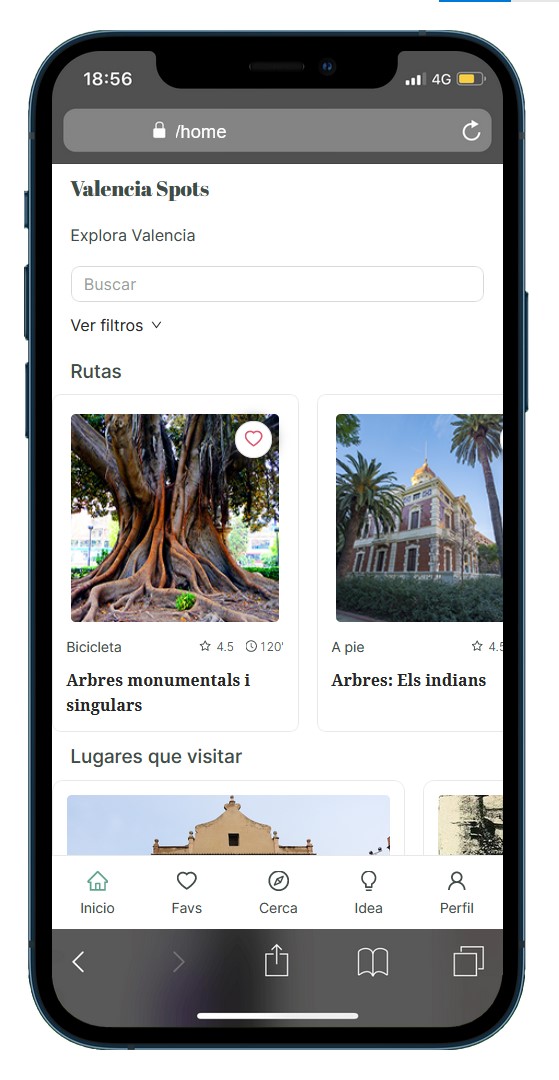 18:56
4G
/home
Valencia Spots
Explora Valencia
Buscar
Ver filtros
Rutas
Bicicleta 4.5 120'
Arbres monumentals i
singulars
A pie 4.5
Arbres: Els indians
Lugares que visitar
Inicio Favs Cerca Idea Perfil